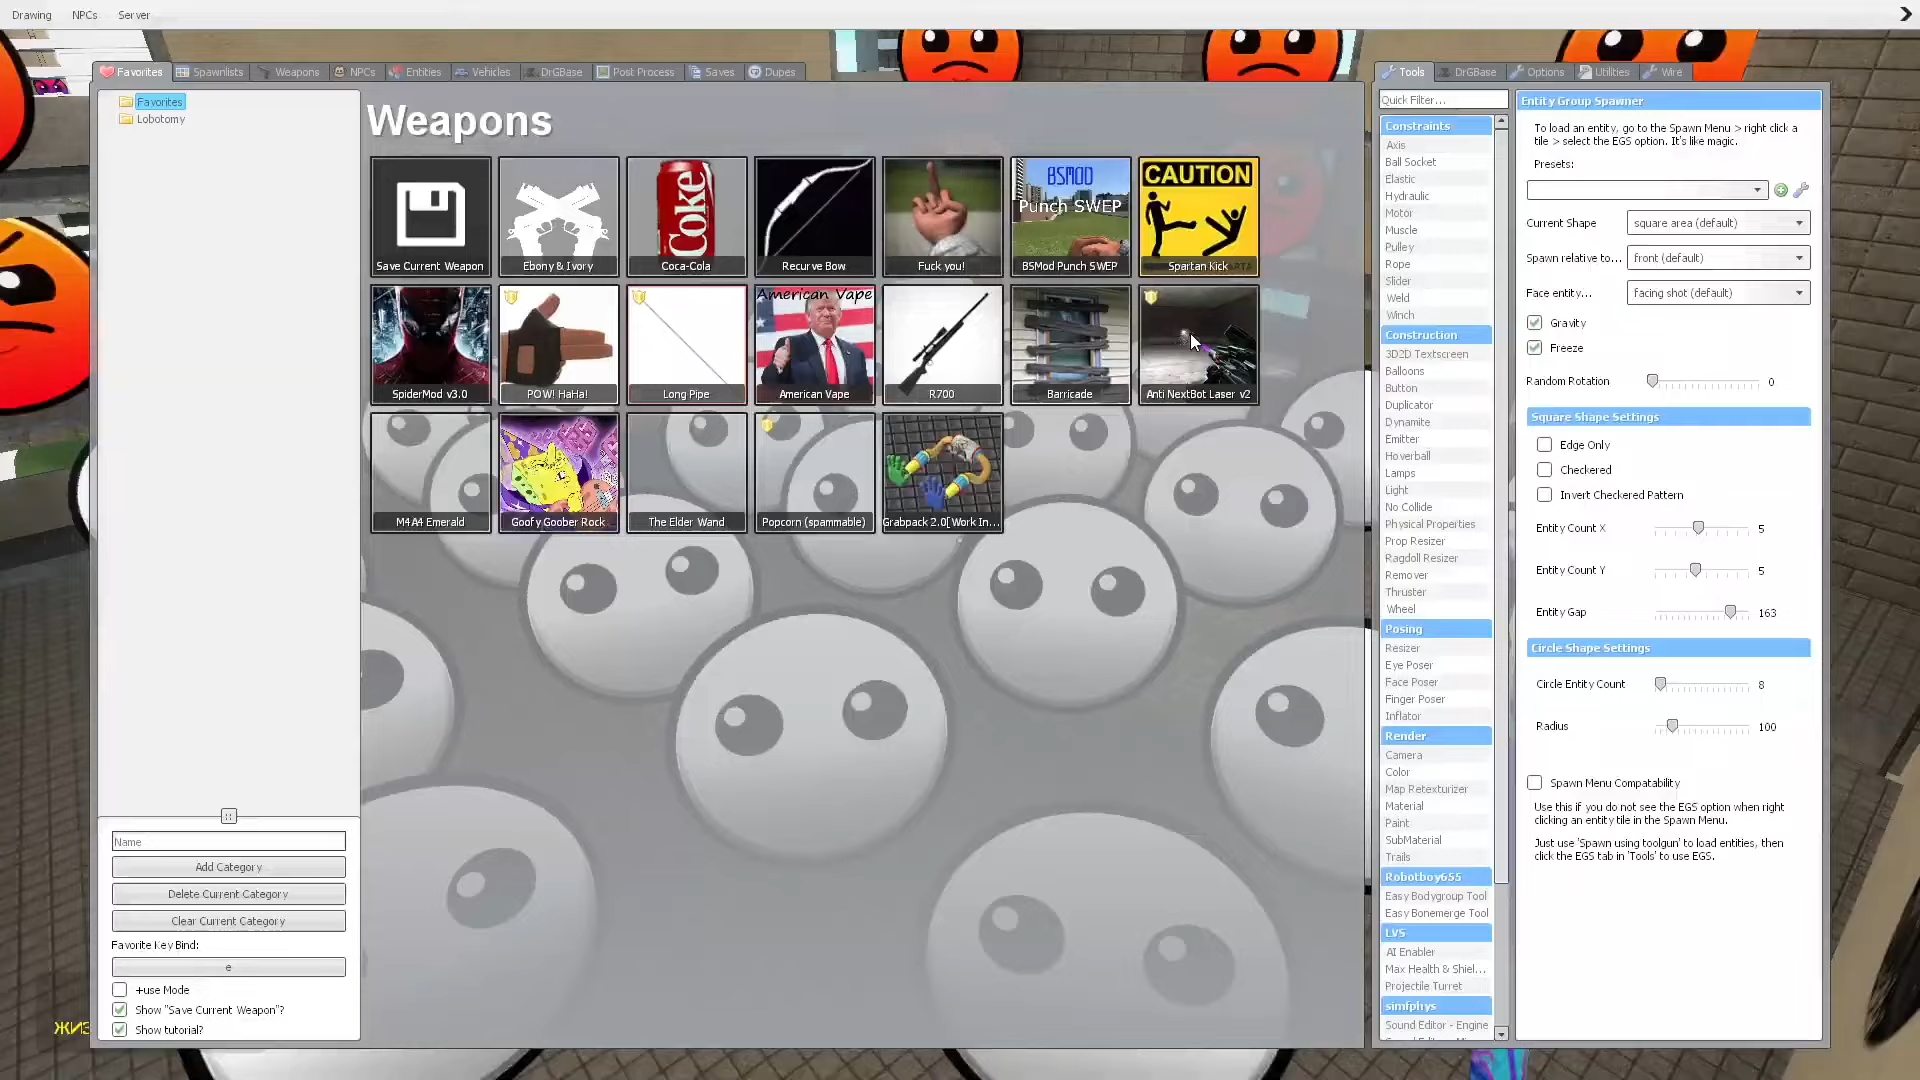 Drawing NPCs Server
Favorites Spawnlists Weapons NPCs Entities Vehicles DrGBase Post Process Saves Dupes
Favorites
Lobotomy
Weapons
Save Current Weapon
Ebony & Ivory
Coke
Coca-Cola
Recurve Bow
Fuck you!
BSMOD
Punch SWEP
BSMod Punch SWEP
CAUTION
Spartan Kick
SpiderMod v3.0
POW! HaHa!
Long Pipe
American Vape
American Vape
R700
Barricade
Anti NextBot Laser v2
M4A4 Emerald
Goofy Goober Rock
The Elder Wand
Popcorn (spammable)
Grabpack 2.0[Work In...
Name
Add Category
Delete Current Category
Clear Current Category
Favorite Key Bind:
e
+use Mode
Show "Save Current Weapon"?
Show tutorial?
ЖИЗ
Tools DrGBase Options Utilities Wire
Quick Filter...
Constraints
Axis
Ball Socket
Elastic
Hydraulic
Motor
Muscle
Pulley
Rope
Slider
Weld
Winch
Construction
3D2D Textscreen
Balloons
Button
Duplicator
Dynamite
Emitter
Hoverball
Lamps
Light
No Collide
Physical Properties
Prop Resizer
Ragdoll Resizer
Remover
Thruster
Wheel
Posing
Resizer
Eye Poser
Face Poser
Finger Poser
Inflator
Render
Camera
Color
Map Retexturizer
Material
Paint
SubMaterial
Trails
Robotboy655
Easy Bodygroup Tool
Easy Bonemerge Tool
LVS
AI Enabler
Max Health & Shiel...
Projectile Turret
simfphys
Sound Editor - Engine
Entity Group Spawner
To load an entity, go to the Spawn Menu > right click a
tile > select the EGS option. It's like magic.
Presets:
Current Shape square area (default)
Spawn relative to... front (default)
Face entity... facing shot (default)
Gravity
Freeze
Random Rotation 0
Square Shape Settings
Edge Only
Checkered
Invert Checkered Pattern
Entity Count X 5
Entity Count Y 5
Entity Gap 163
Circle Shape Settings
Circle Entity Count 8
Radius 100
Spawn Menu Compatability
Use this if you do not see the EGS option when right
clicking an entity tile in the Spawn Menu.
Just use 'Spawn using toolgun' to load entities, then
click the EGS tab in 'Tools' to use EGS.